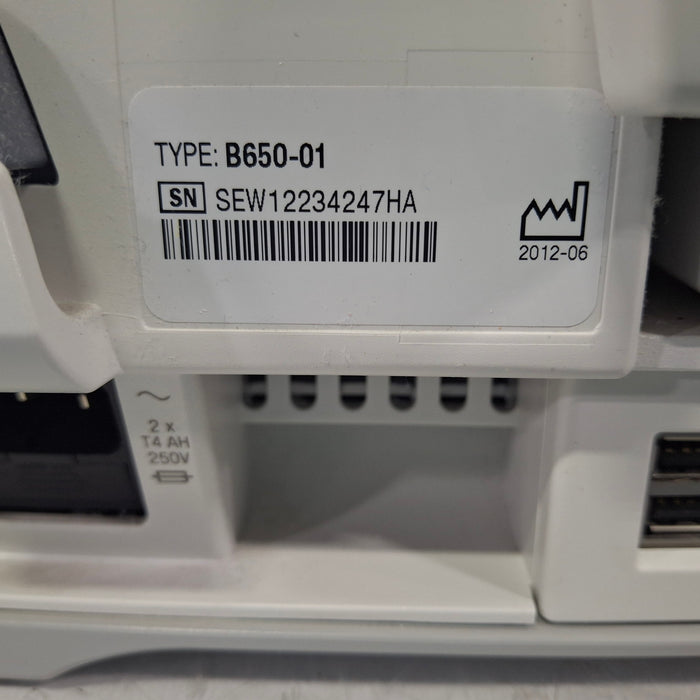 TYPE: B650-01
SN SEW12234247HA
2012-06
2 x
T4 AH
250V